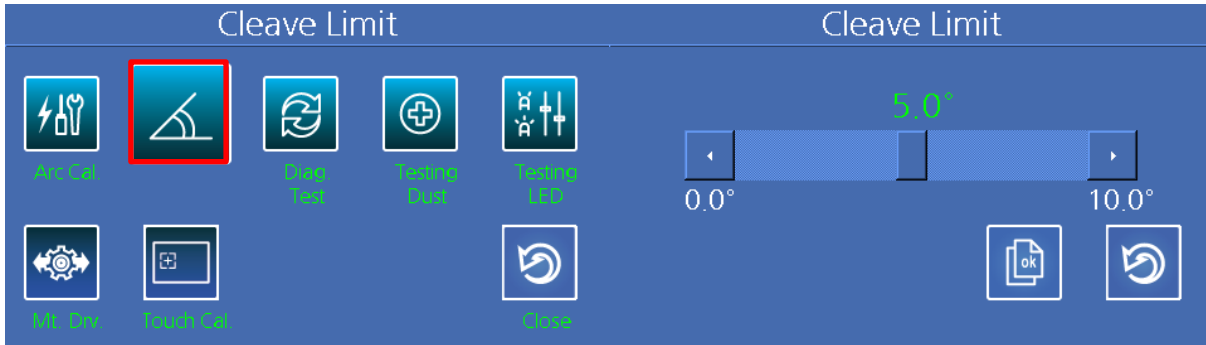 Cleave Limit
Arc Cal.
Diag.
Test
Testing
Dust
Testing
LED
Mt. Drv.
Touch Cal.
Close
Cleave Limit
5.0°
0.0°
10.0°
ok